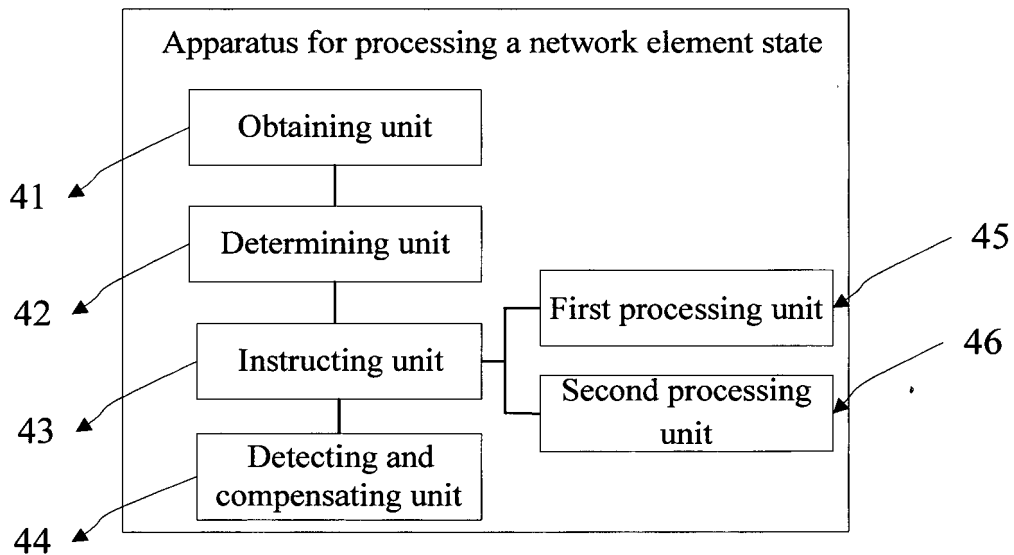 Apparatus for processing a network element state
Obtaining unit
41
Determining unit
42
45
First processing unit
Instructing unit
46
43
Second processing
unit
Detecting and
compensating unit
44